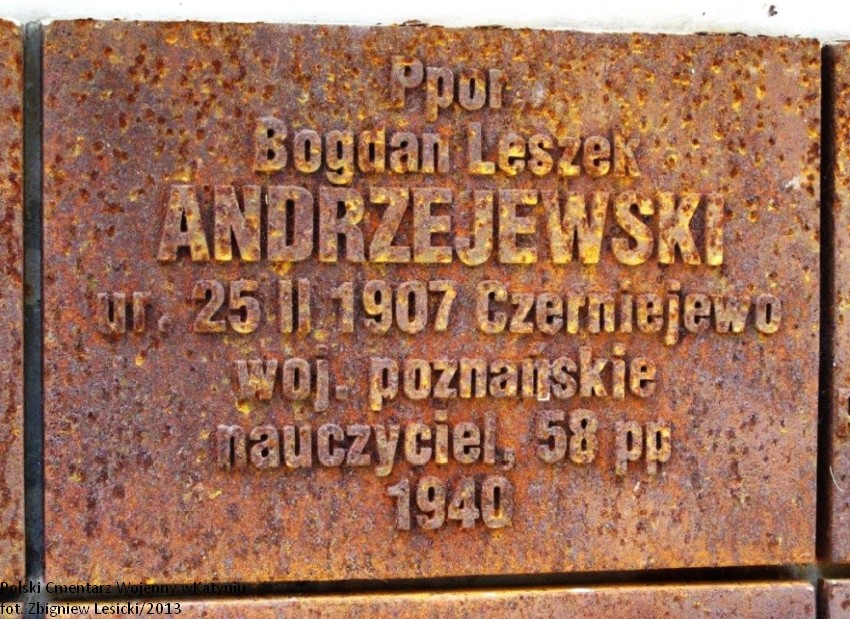 Ppor
Bogdan Leszek
ANDRZEJEWSKI
ur. 25 II 1907 Czerniejewo
woj. poznańskie
nauczyciel, 58 pp
1940
Polski Cmentarz Wojenny wKatyniu
fot. Zbigniew Lesicki/2013